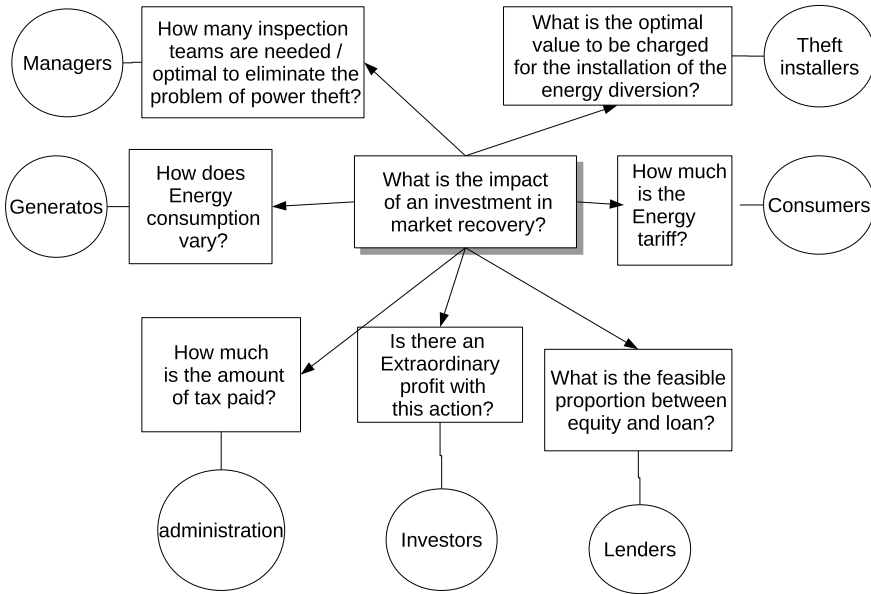 Managers
How many inspection
teams are needed /
optimal to eliminate the
problem of power theft?
What is the optimal
value to be charged
for the installation of the
energy diversion?
Theft
installers
Generatos
How does
Energy
consumption
vary?
What is the impact
of an investment in
market recovery?
How much
is the
Energy
tariff?
Consumers
How much
is the amount
of tax paid?
Is there an
Extraordinary
profit with
this action?
What is the feasible
proportion between
equity and loan?
administration
Investors
Lenders